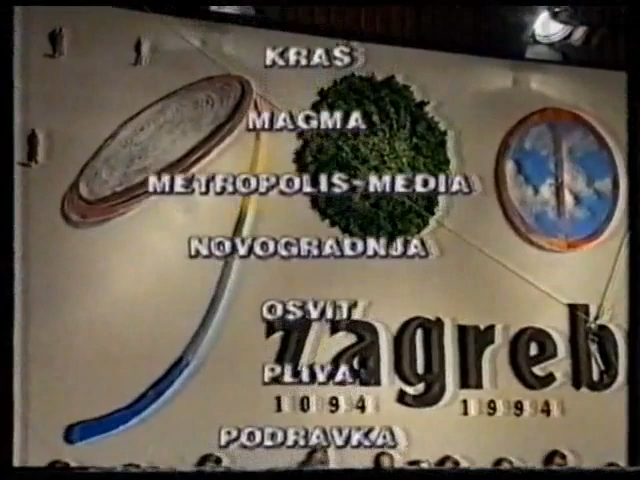 KRAŠ
MAGMA
METROPOLIS-MEDIA
NOVOGRADNJA
OSVIT
zagreb
PLIVA
1094 1994
PODRAVKA